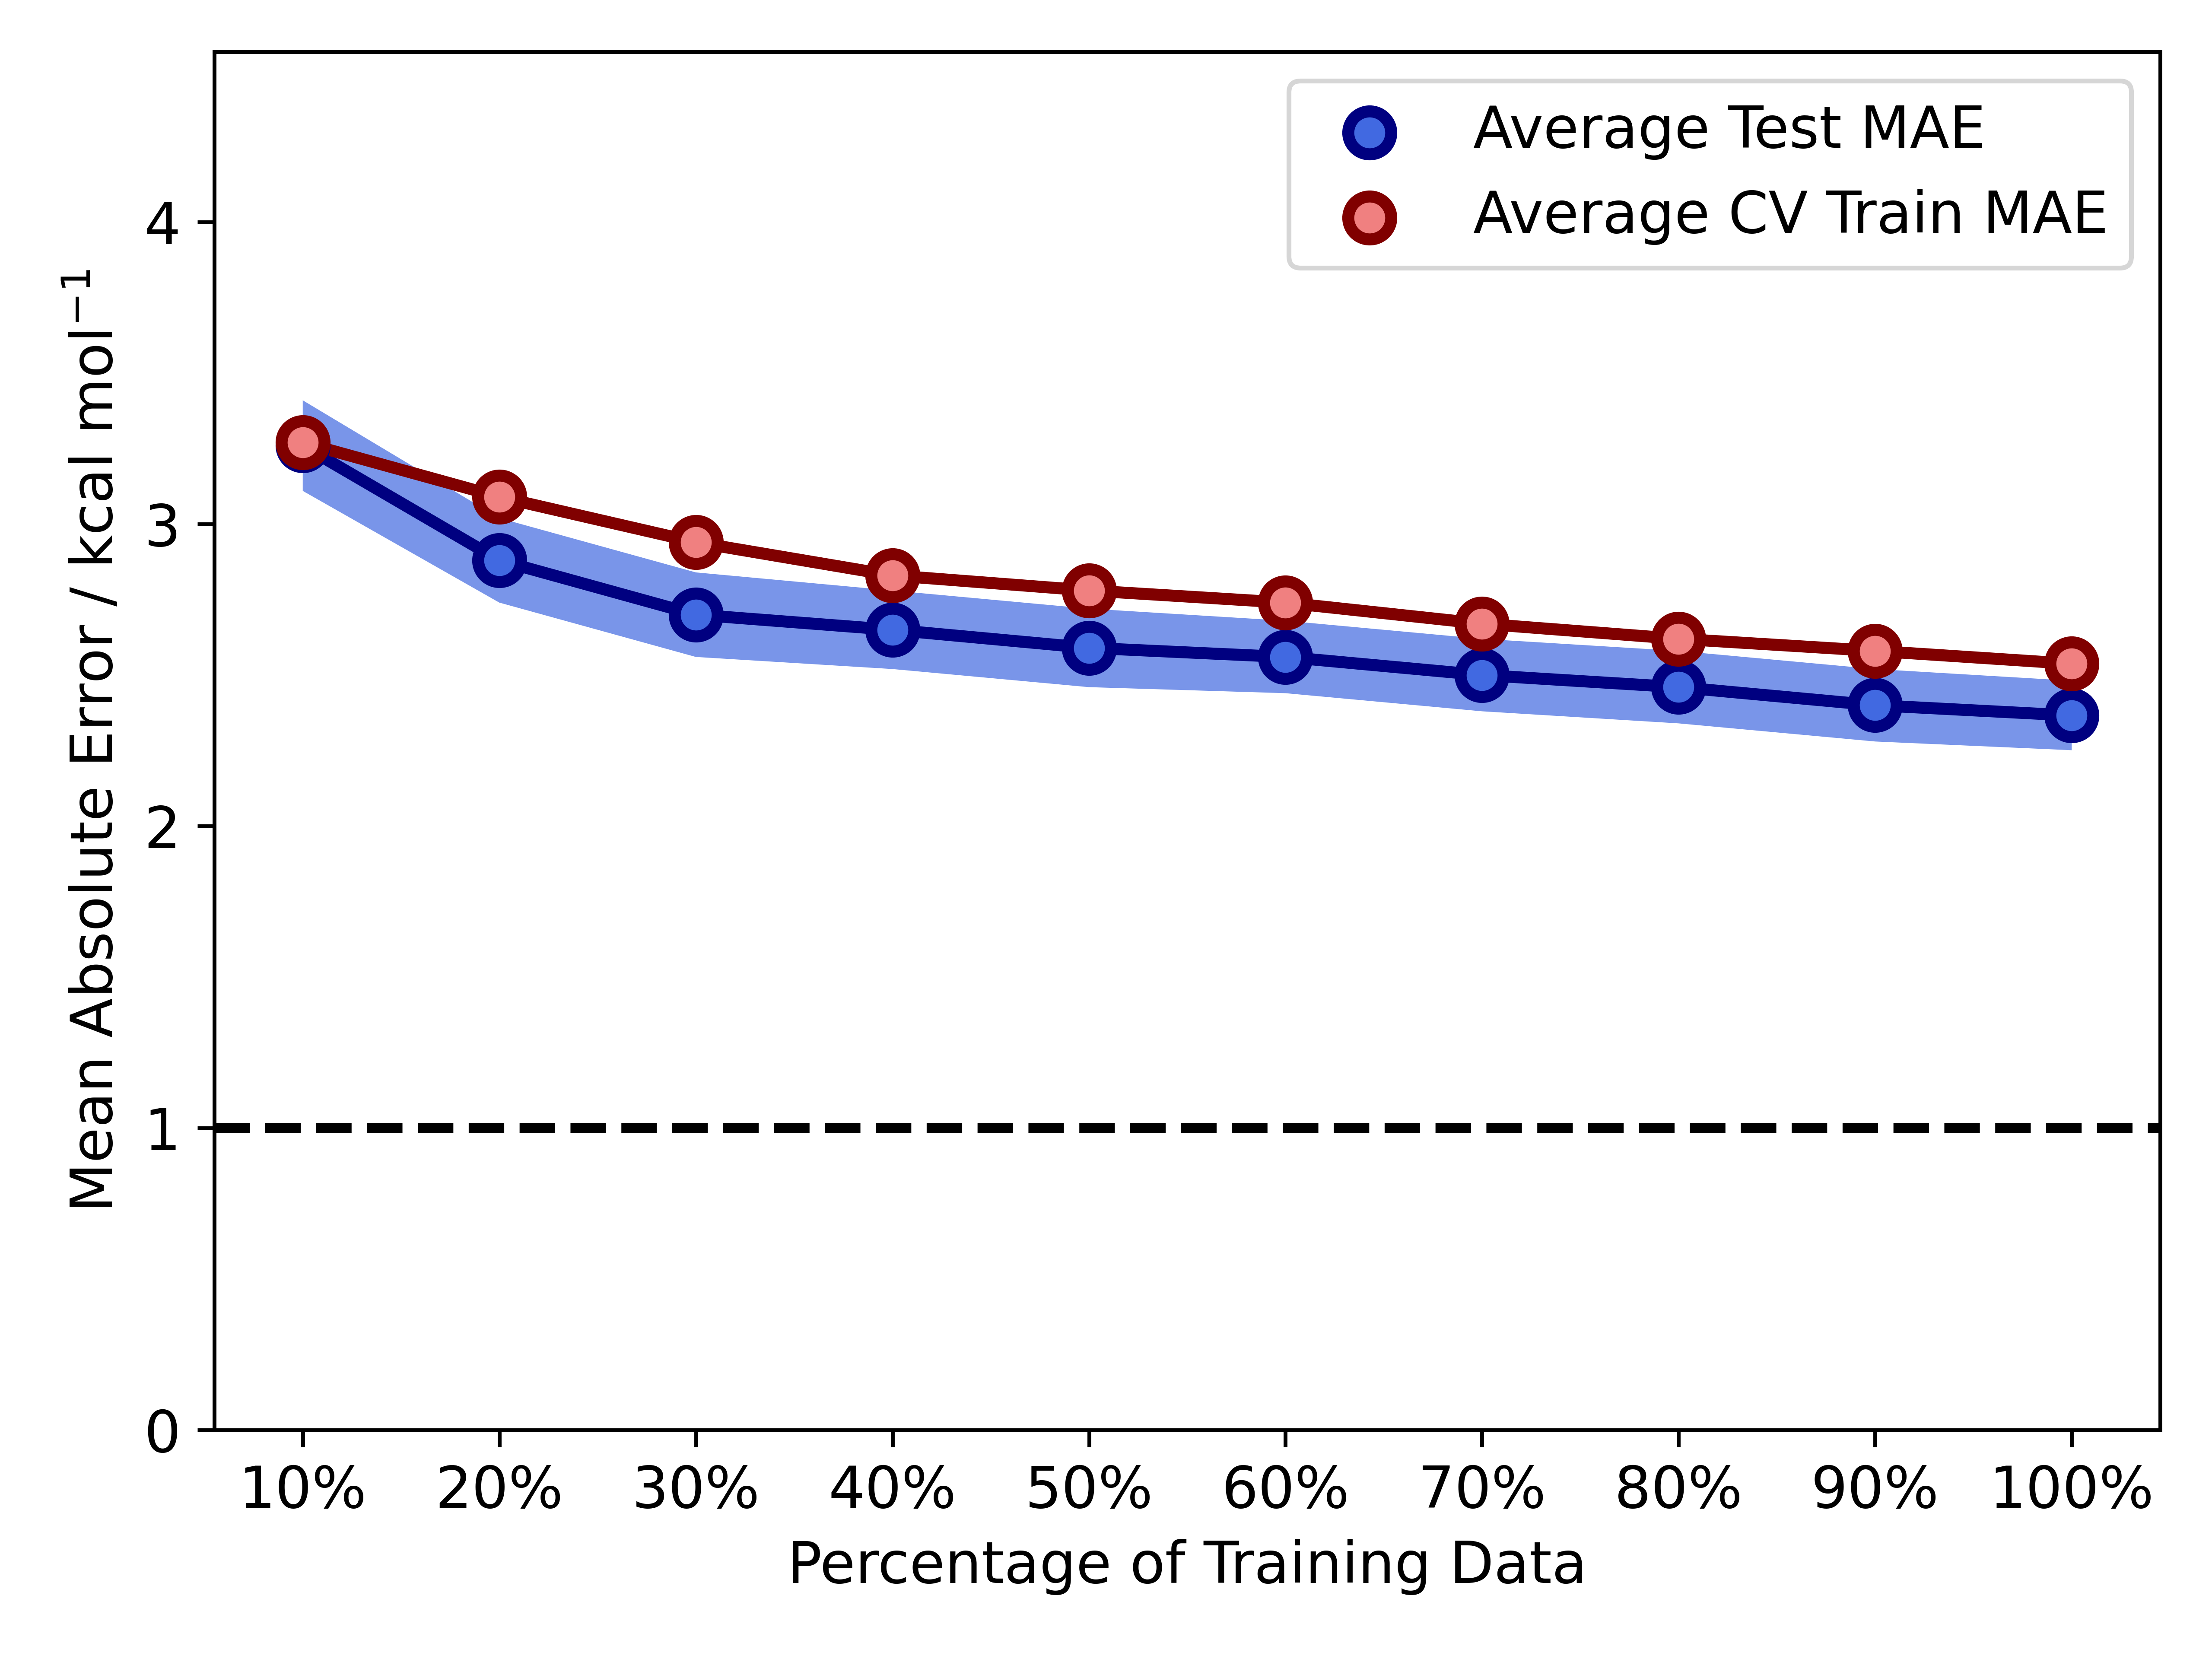 Average Test MAE
Average CV Train MAE
Mean Absolute Error / kcal mol⁻¹
4
3
2
1
0
10% 20% 30% 40% 50% 60% 70% 80% 90% 100%
Percentage of Training Data